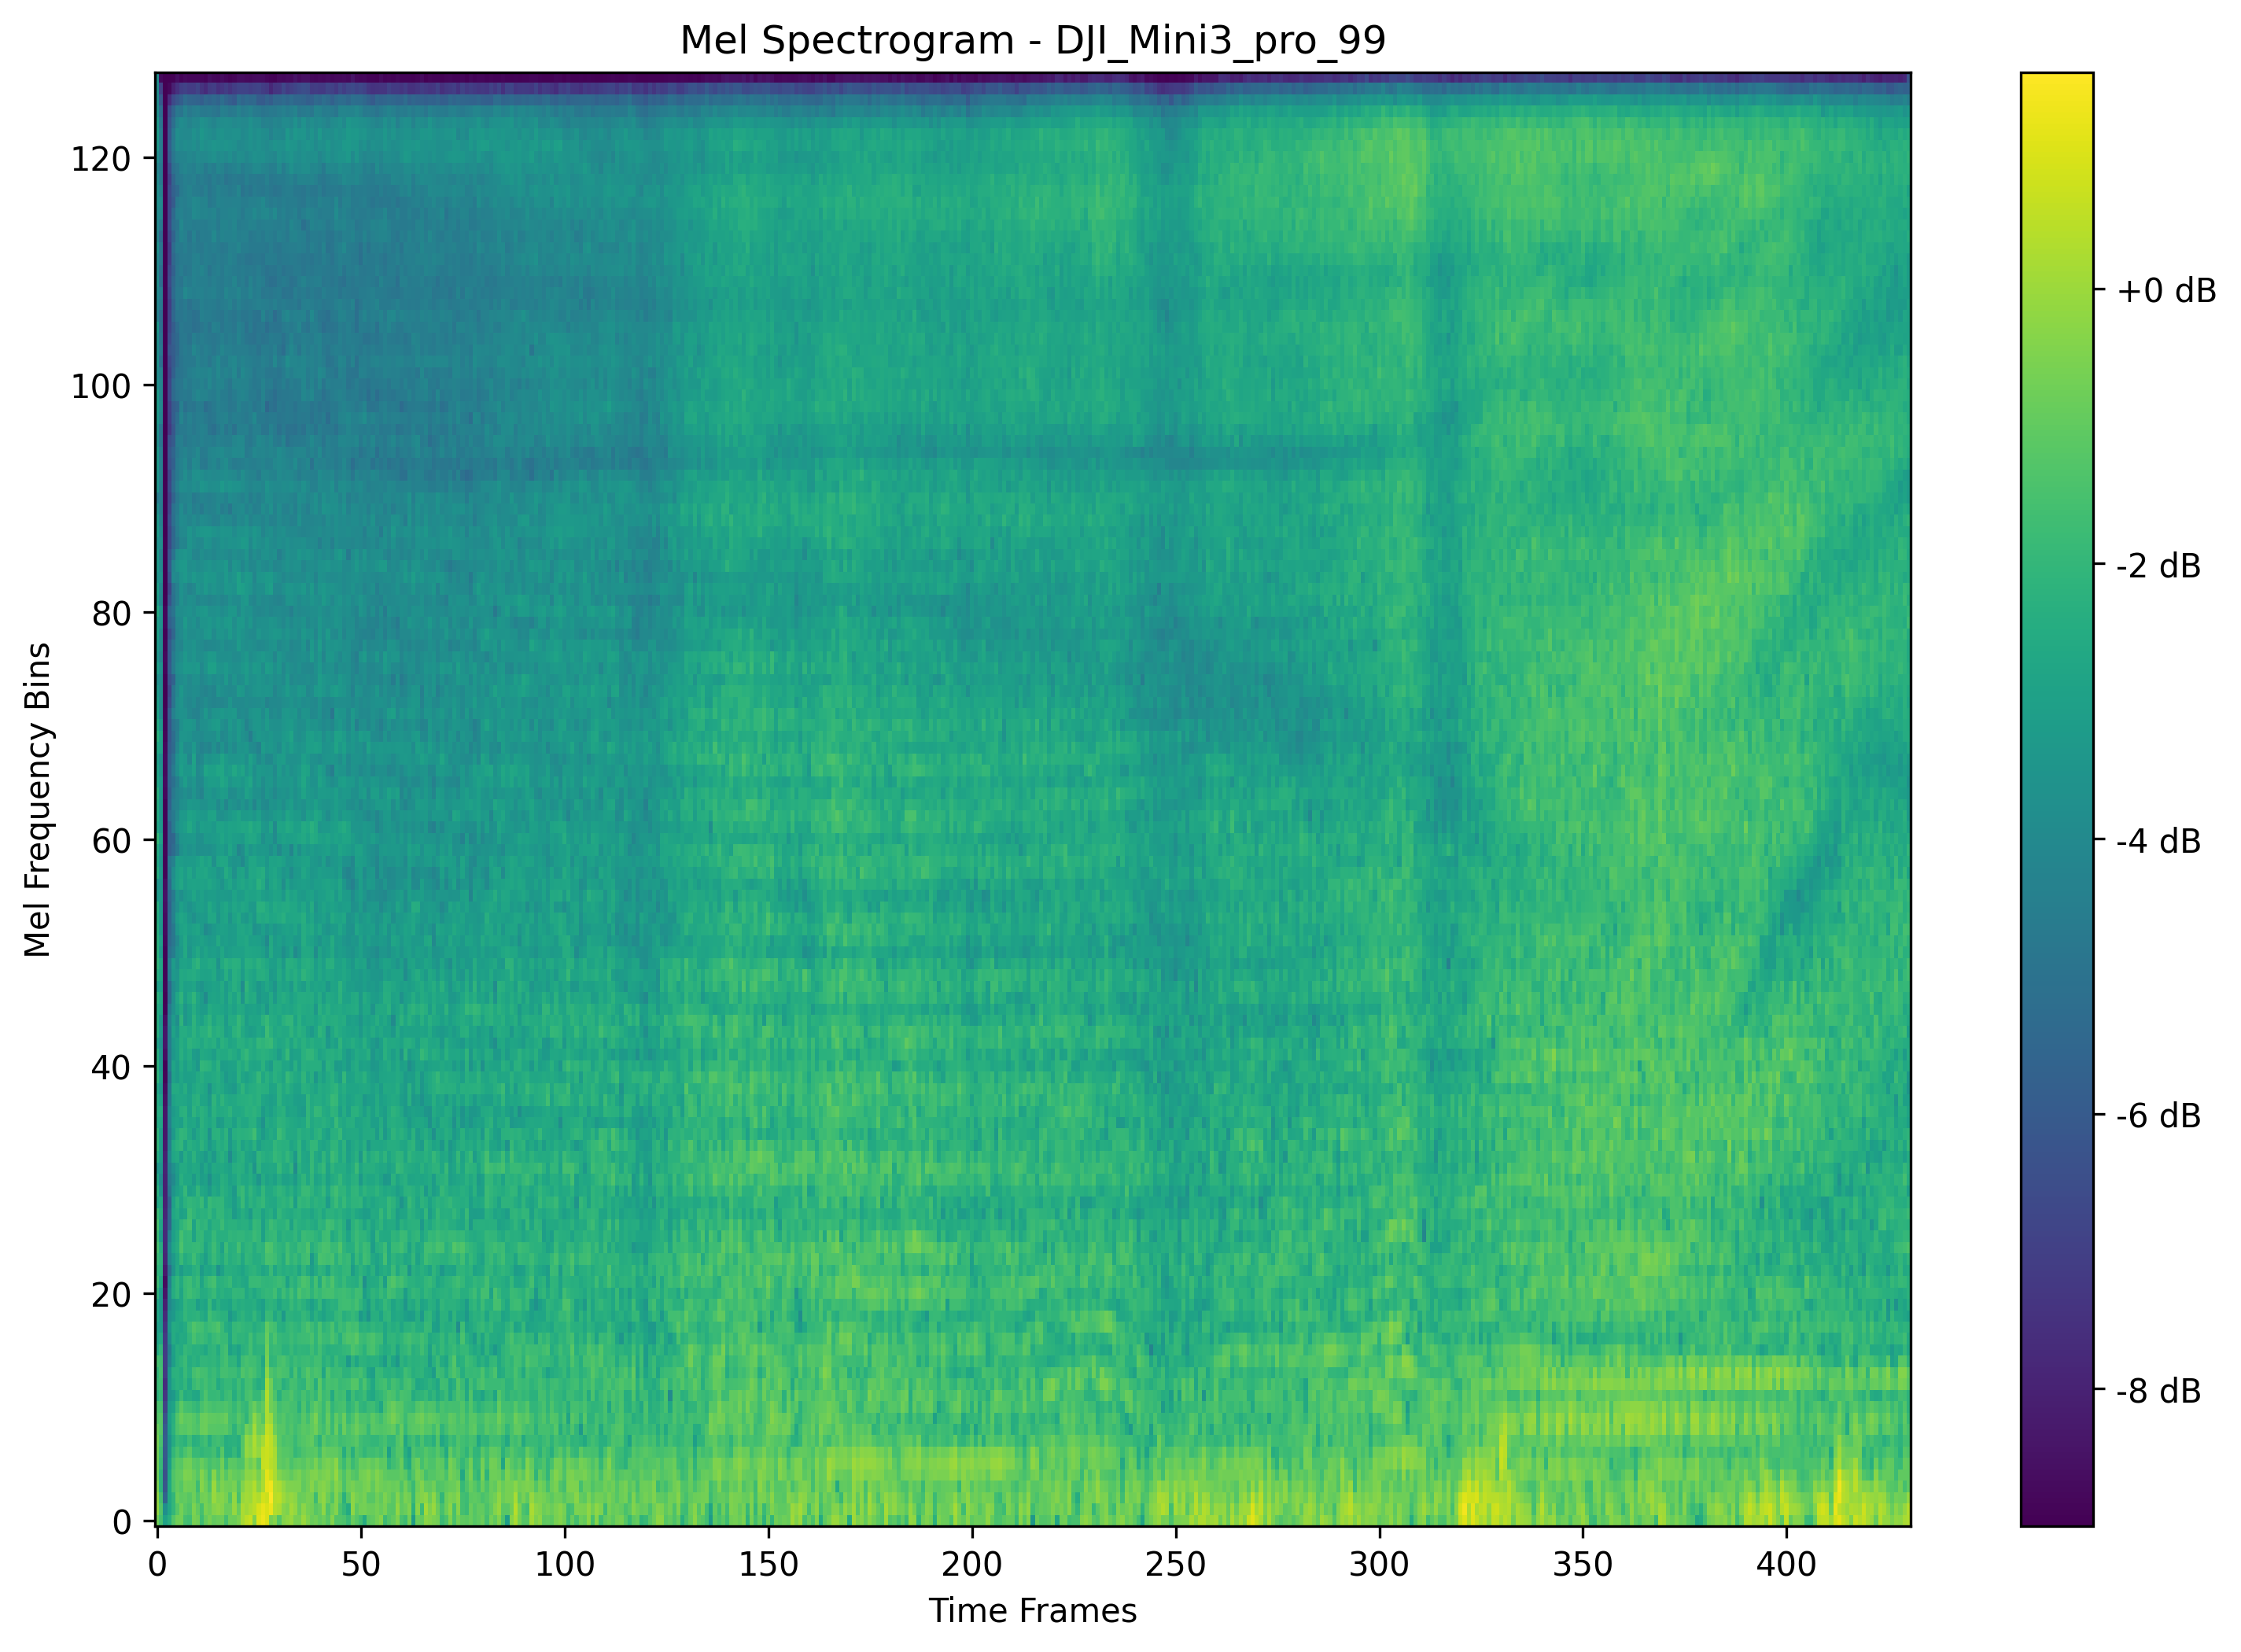 Mel Spectrogram - DJI_Mini3_pro_99
Mel Frequency Bins
120
100
80
60
40
20
0
0 50 100 150 200 250 300 350 400
Time Frames
+0 dB
-2 dB
-4 dB
-6 dB
-8 dB